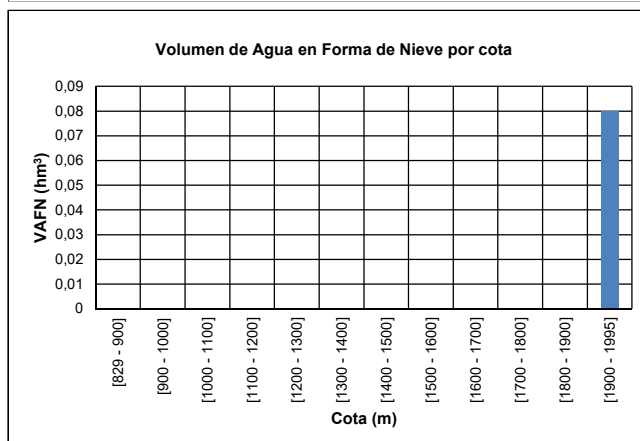 Volumen de Agua en Forma de Nieve por cota
VAFN (hm³)
0,09
0,08
0,07
0,06
0,05
0,04
0,03
0,02
0,01
0
[829 - 900]
[900 - 1000]
[1000 - 1100]
[1100 - 1200]
[1200 - 1300]
[1300 - 1400]
[1400 - 1500]
[1500 - 1600]
[1600 - 1700]
[1700 - 1800]
[1800 - 1900]
[1900 - 1995]
Cota (m)